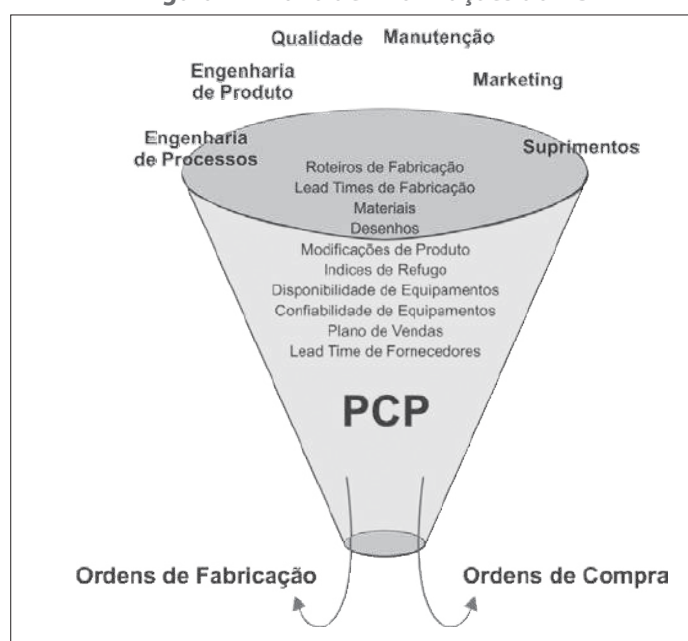 Qualidade
Manutenção
Engenharia
de Produto
Marketing
Engenharia
de Processos
Suprimentos
Roteiros de Fabricação
Lead Times de Fabricação
Materiais
Desenhos
Modificações de Produto
Indices de Refugo
Disponibilidade de Equipamentos
Confiabilidade de Equipamentos
Plano de Vendas
Lead Time de Fornecedores
PCP
Ordens de Fabricação
Ordens de Compra